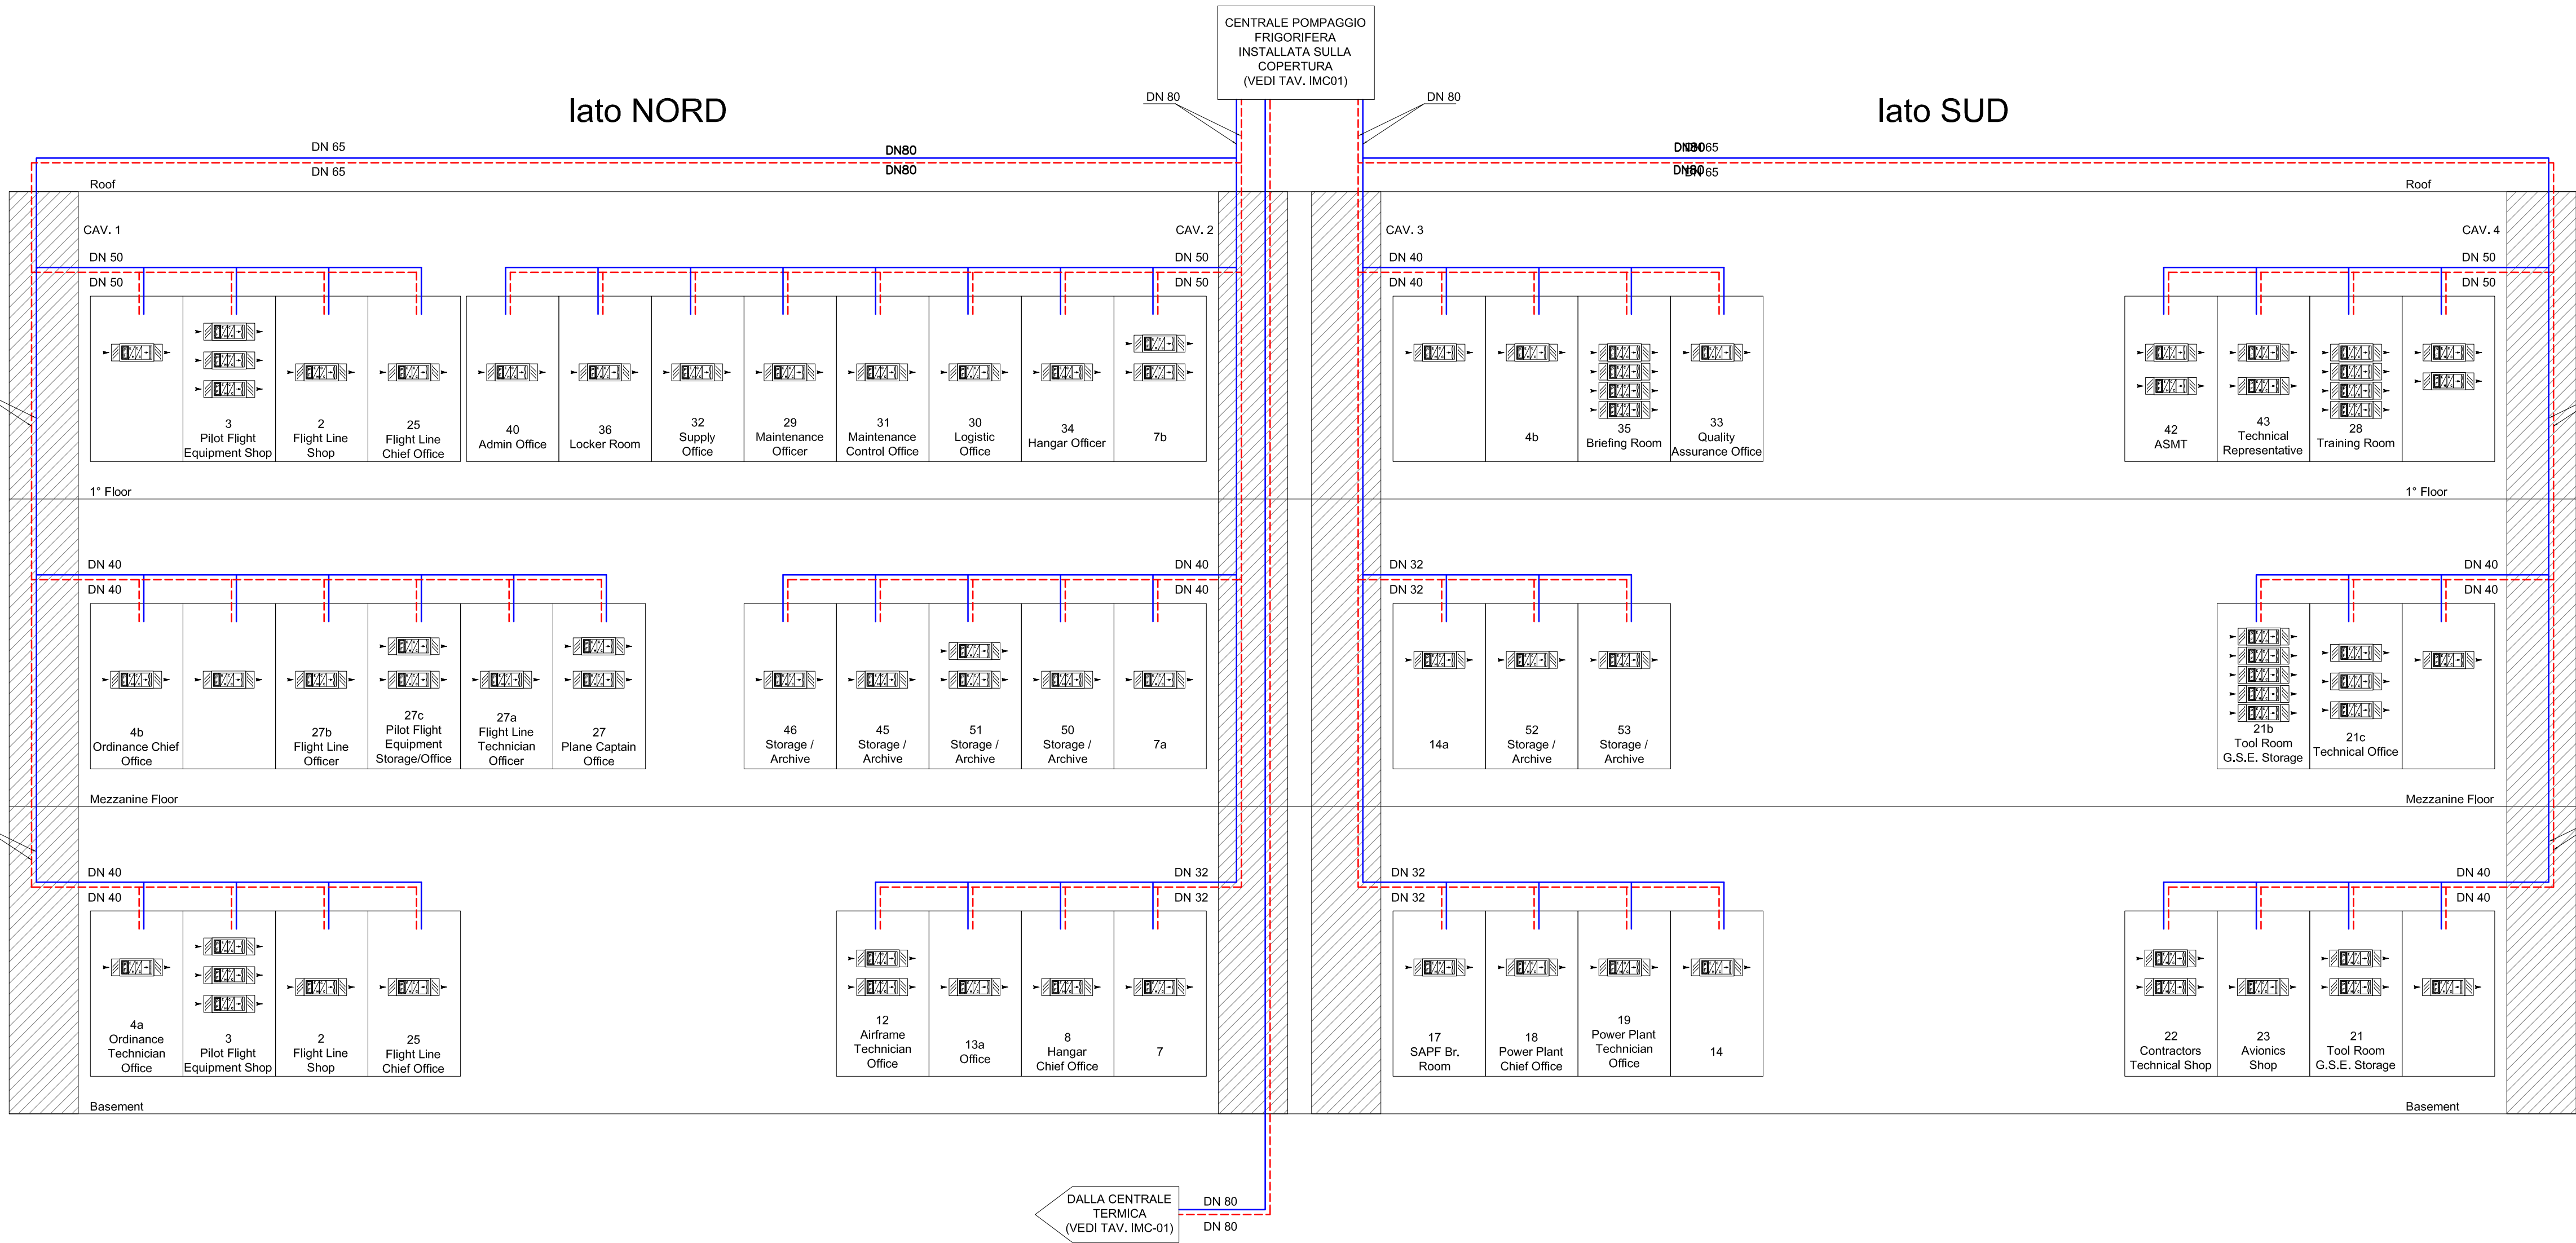 CENTRALE POMPAGGIO
FRIGORIFERA
INSTALLATA SULLA
COPERTURA
(VEDI TAV. IMC01)
DN 80
DN 80
lato NORD
lato SUD
DN 65
DN80
DN80
DN 65
DN 65
DN80
DN80
DN 65
Roof
Roof
CAV. 1
CAV. 2
CAV. 3
CAV. 4
DN 50
DN 50
DN 40
DN 50
DN 50
DN 50
DN 40
DN 50
3
Pilot Flight
Equipment Shop
2
Flight Line
Shop
25
Flight Line
Chief Office
40
Admin Office
36
Locker Room
32
Supply
Office
29
Maintenance
Officer
31
Maintenance
Control Office
30
Logistic
Office
34
Hangar Officer
7b
4b
35
Briefing Room
33
Quality
Assurance Office
42
ASMT
43
Technical
Representative
28
Training Room
1° Floor
1° Floor
DN 40
DN 40
DN 32
DN 40
DN 40
DN 40
DN 32
DN 40
4b
Ordinance Chief
Office
27b
Flight Line
Officer
27c
Pilot Flight
Equipment
Storage/Office
27a
Flight Line
Technician
Officer
27
Plane Captain
Office
46
Storage /
Archive
45
Storage /
Archive
51
Storage /
Archive
50
Storage /
Archive
7a
14a
52
Storage /
Archive
53
Storage /
Archive
21b
Tool Room
G.S.E. Storage
21c
Technical Office
Mezzanine Floor
Mezzanine Floor
DN 40
DN 32
DN 32
DN 40
DN 40
DN 32
DN 32
DN 40
4a
Ordinance
Technician
Office
3
Pilot Flight
Equipment Shop
2
Flight Line
Shop
25
Flight Line
Chief Office
12
Airframe
Technician
Office
13a
Office
8
Hangar
Chief Office
7
17
SAPF Br.
Room
18
Power Plant
Chief Office
19
Power Plant
Technician
Office
14
22
Contractors
Technical Shop
23
Avionics
Shop
21
Tool Room
G.S.E. Storage
Basement
Basement
DALLA CENTRALE
TERMICA
(VEDI TAV. IMC-01)
DN 80
DN 80